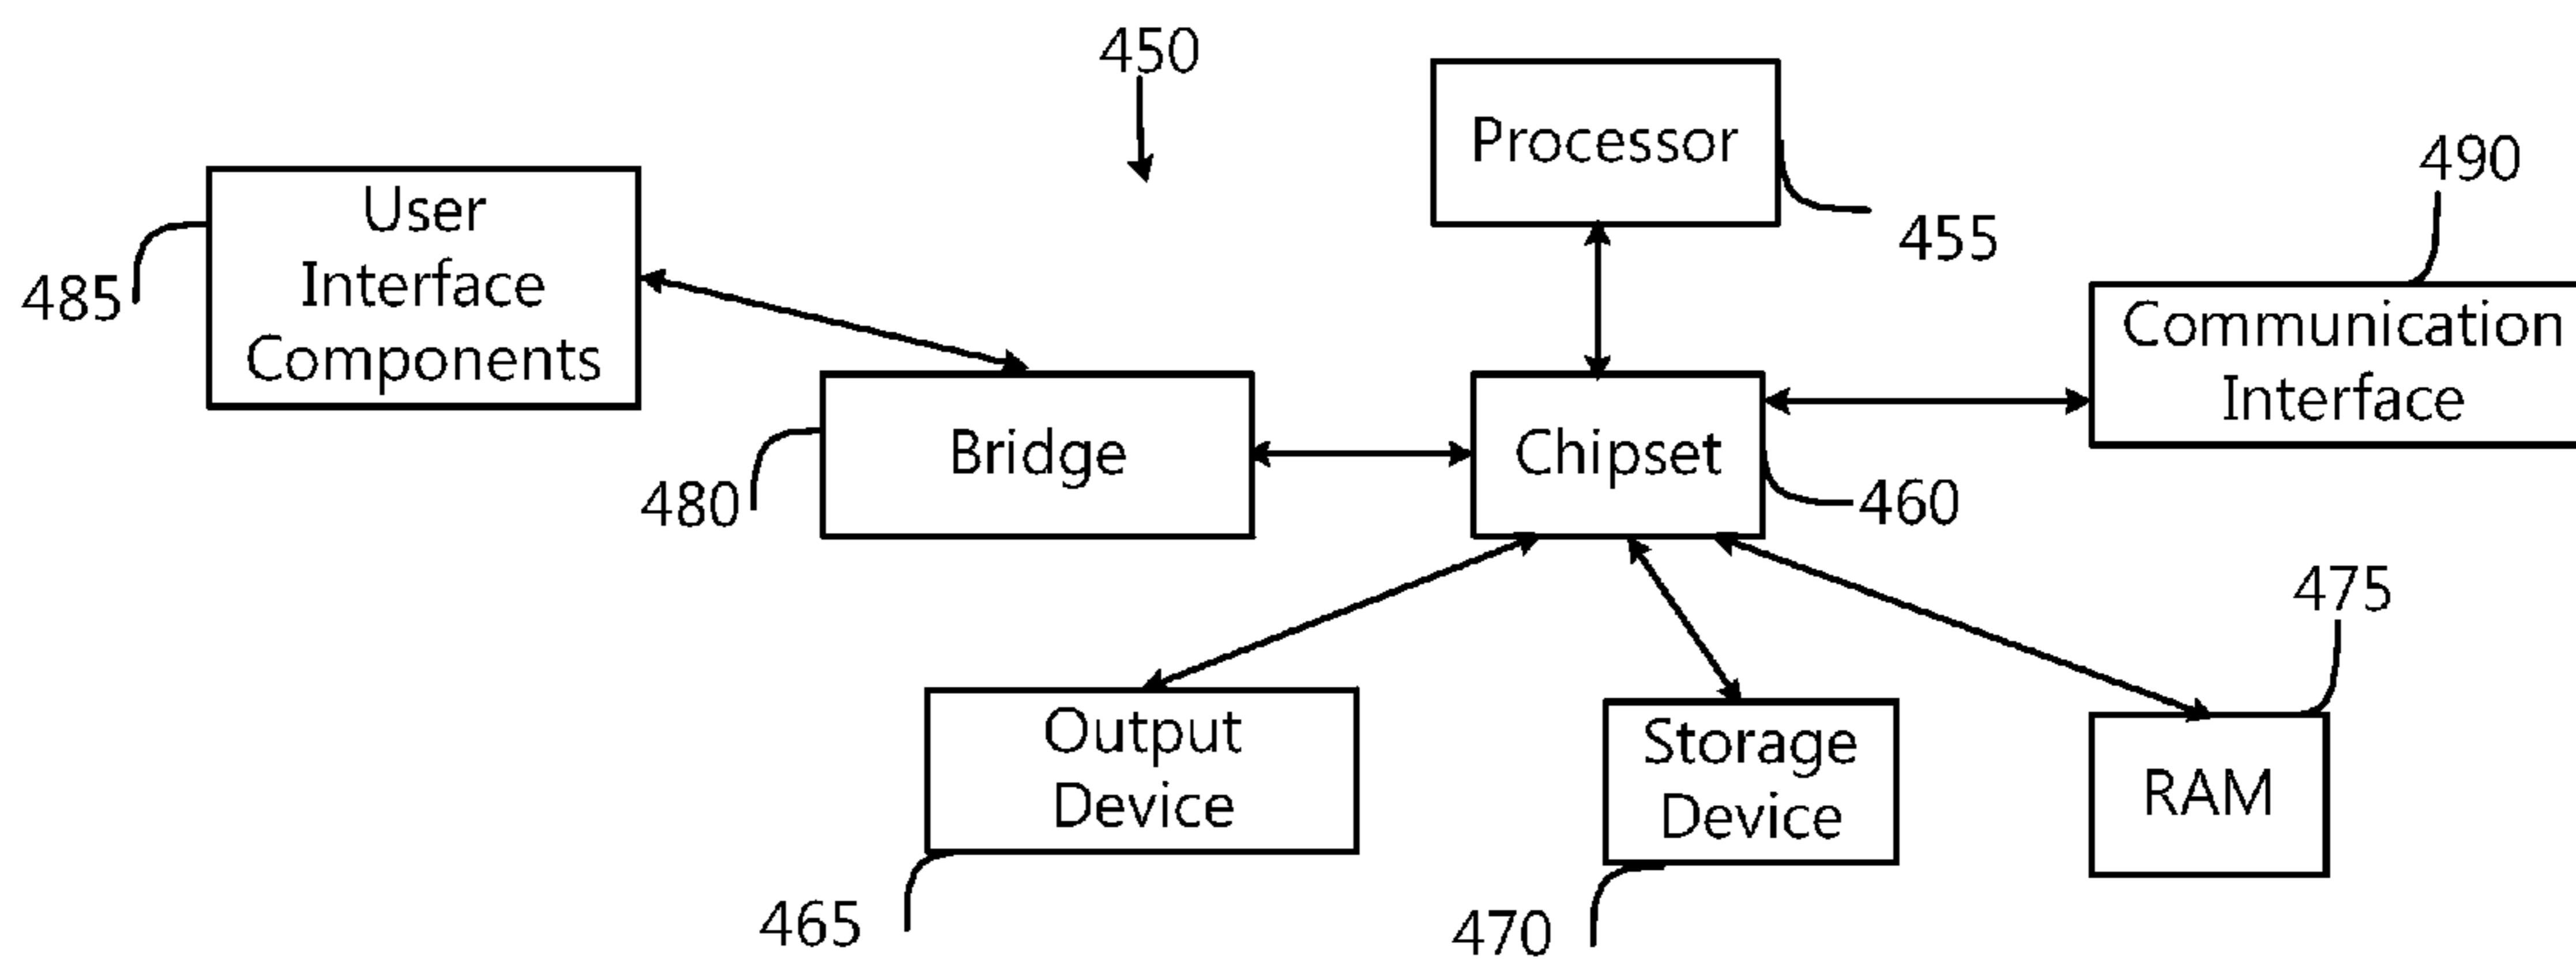 450
Processor
490
User
Interface
Components
455
485
Communication
Interface
Bridge
Chipset
480
460
475
Output
Device
Storage
Device
RAM
465
470